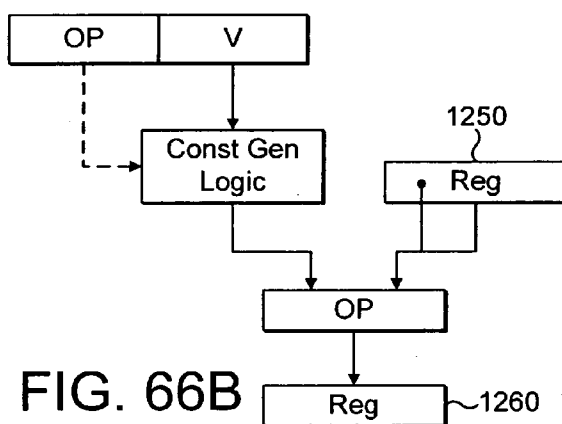 OP V
1250
Const Gen
Logic
Reg
OP
FIG. 66B
Reg 1260